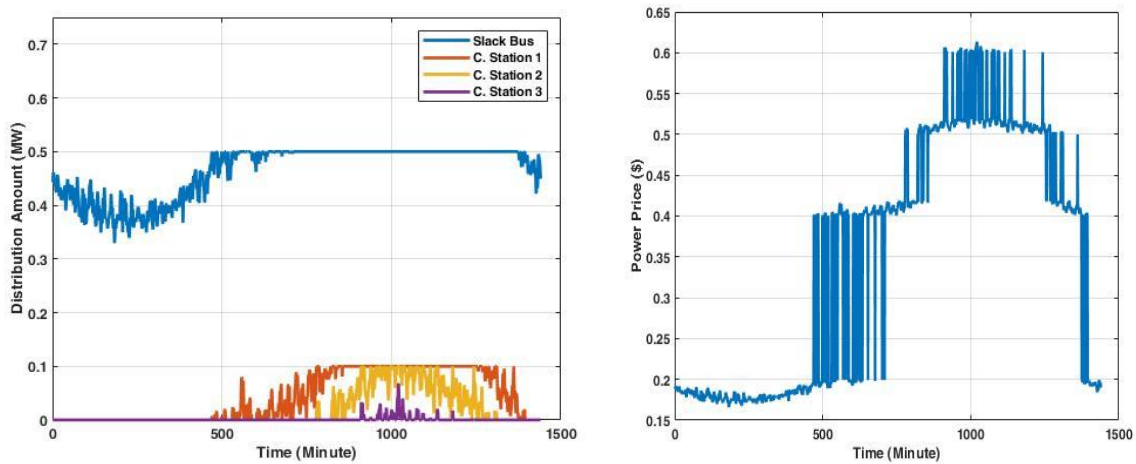 Distribution Amount (MW)
0.7
0.6
0.5
0.4
0.3
0.2
0.1
0
Slack Bus
C. Station 1
C. Station 2
C. Station 3
0 500 1000 1500
Time (Minute)
Power Price ($)
0.65
0.6
0.55
0.5
0.45
0.4
0.35
0.3
0.25
0.2
0.15
0 500 1000 1500
Time (Minute)